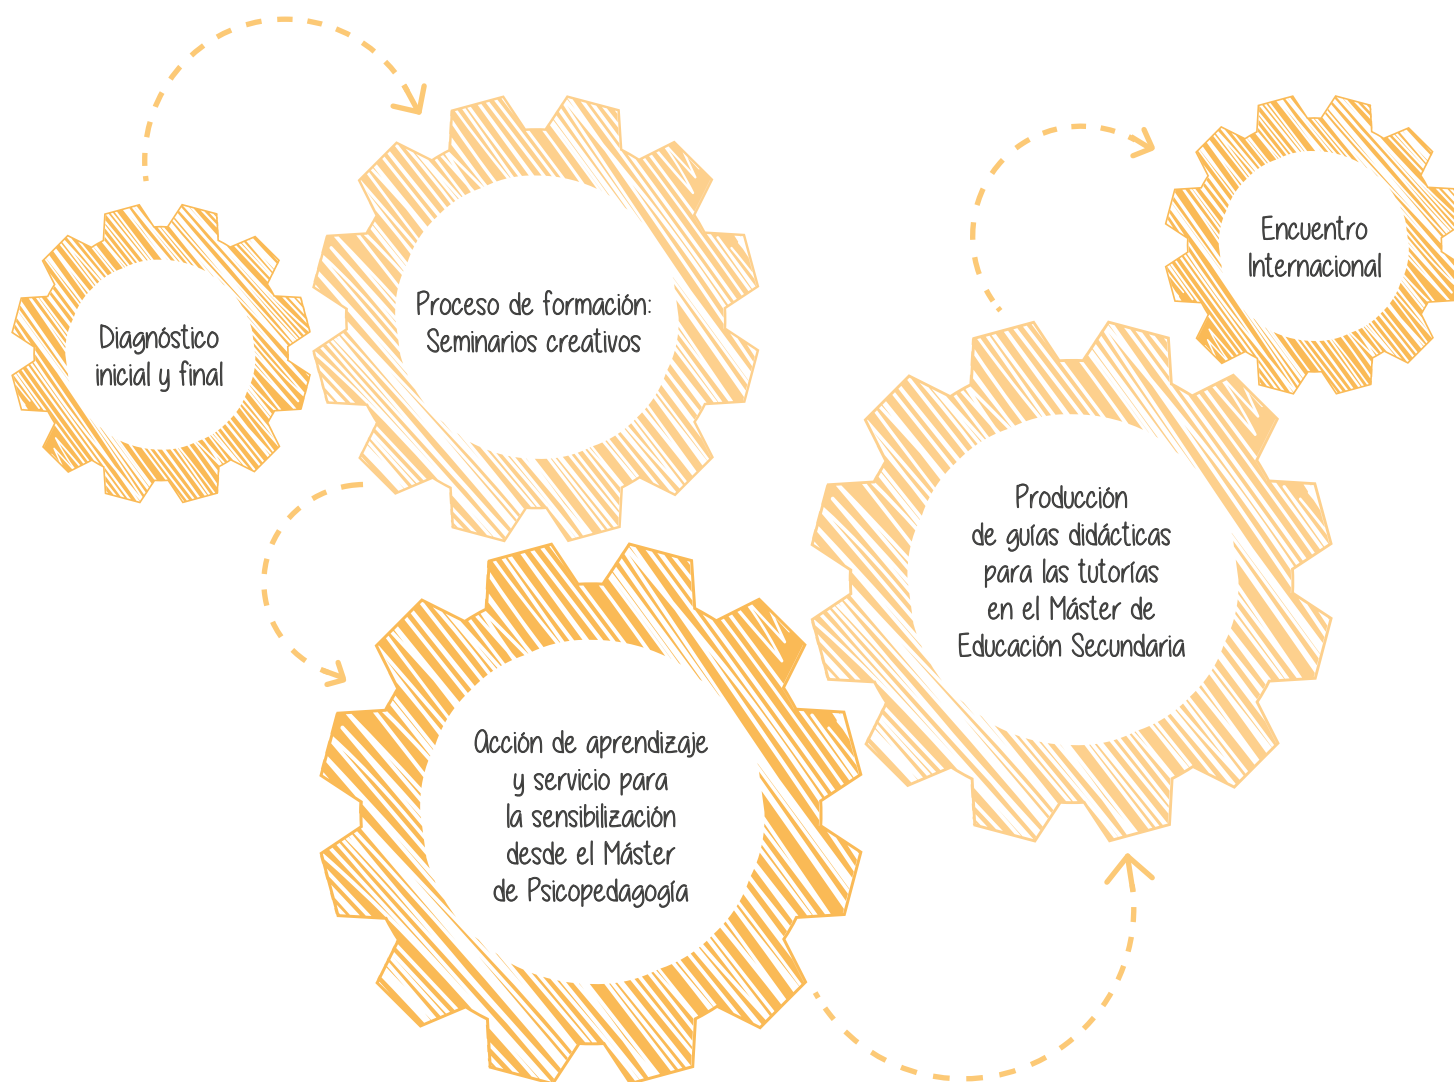 Diagnóstico
inicial y final
Proceso de formación:
Seminarios creativos
Acción de aprendizaje
y servicio para
la sensibilización
desde el Máster
de Psicopedagogía
Producción
de guías didácticas
para las tutorías
en el Máster de
Educación Secundaria
Encuentro
Internacional